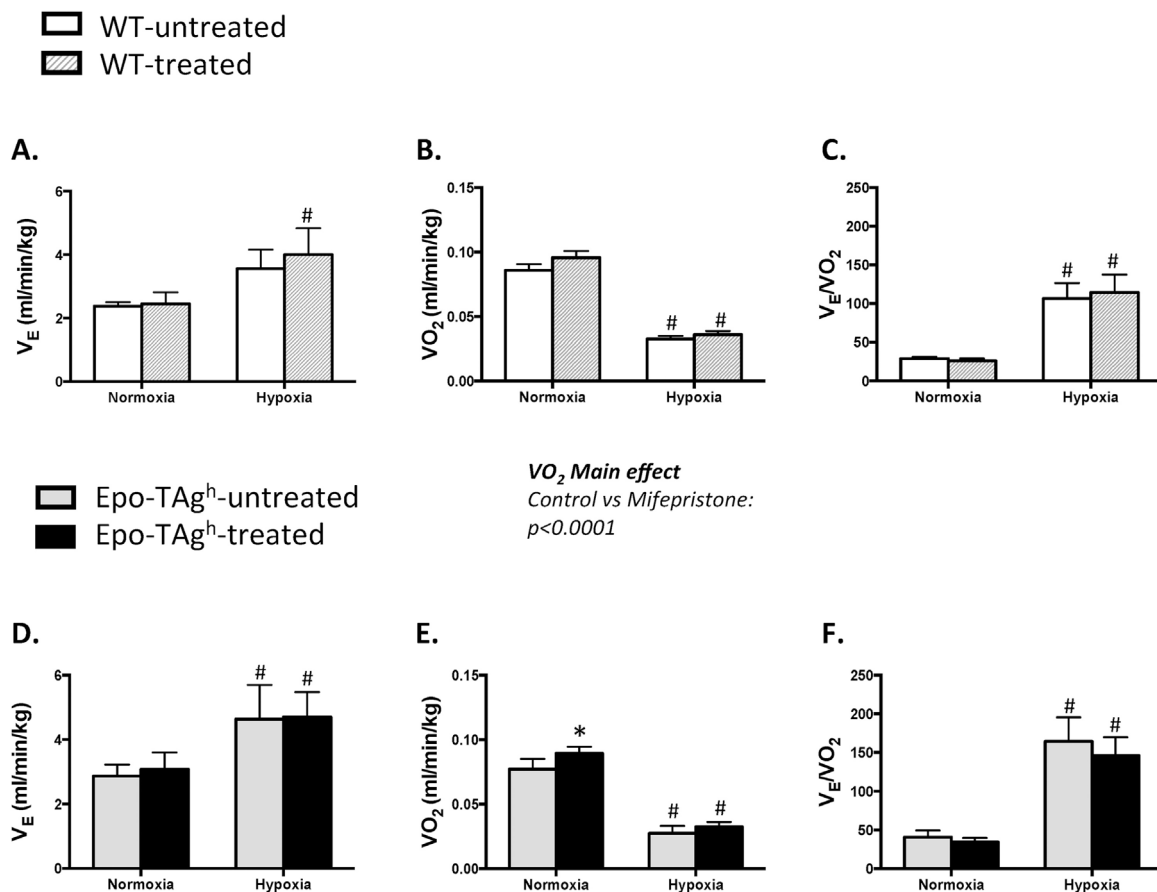 WT-untreated
WT-treated
A.
V_E (ml/min/kg)
6
4
2
0
#
Normoxia
Hypoxia
B.
VO₂ (ml/min/kg)
0.15
0.10
0.05
0.00
# #
Normoxia
Hypoxia
C.
V_E/VO₂
250
200
150
100
50
0
# #
Normoxia
Hypoxia
Epo-TAgʰ-untreated
Epo-TAgʰ-treated
VO₂ Main effect
Control vs Mifepristone:
p<0.0001
D.
V_E (ml/min/kg)
6
4
2
0
# #
Normoxia
Hypoxia
E.
VO₂ (ml/min/kg)
0.15
0.10
0.05
0.00
*
# #
Normoxia
Hypoxia
F.
V_E/VO₂
250
200
150
100
50
0
# #
Normoxia
Hypoxia